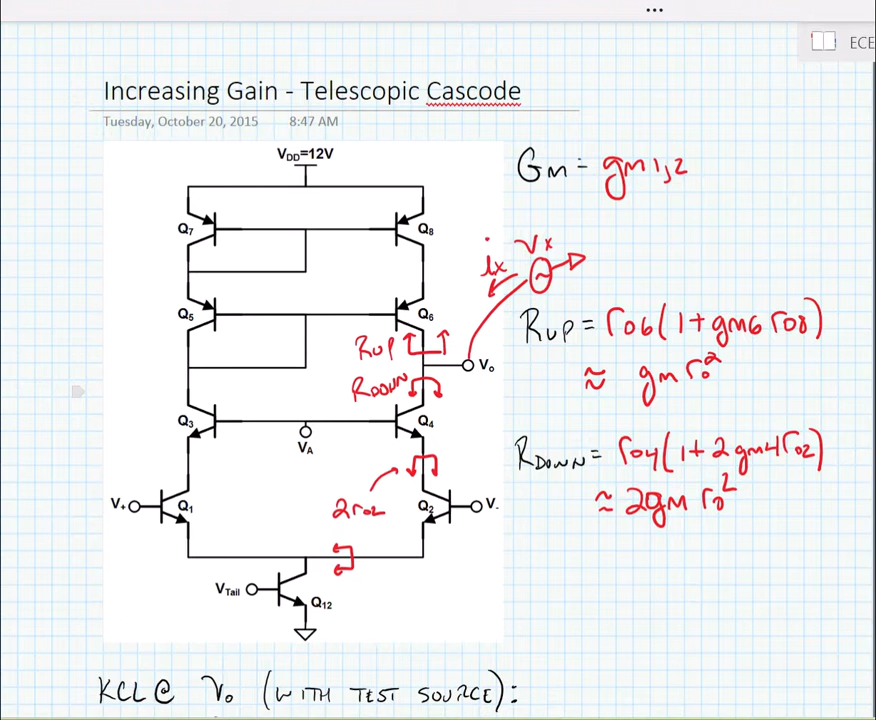 ECE
Increasing Gain - Telescopic Cascode
Tuesday, October 20, 2015 8:47 AM
VDD=12V
Gm = gm1,2
Q7
Q8
ix Vx
Q5
Q6
RUP = ro6(1+gm6 ro8)
RUP
Vo
≈ gm ro²
RDOWN
Q3
Q4
VA
RDOWN = ro4(1+2gm4ro2)
≈ 2gm ro²
V+
Q1
2ro2
Q2
V-
VTail
Q12
KCL @ Vo (WITH TEST SOURCE):